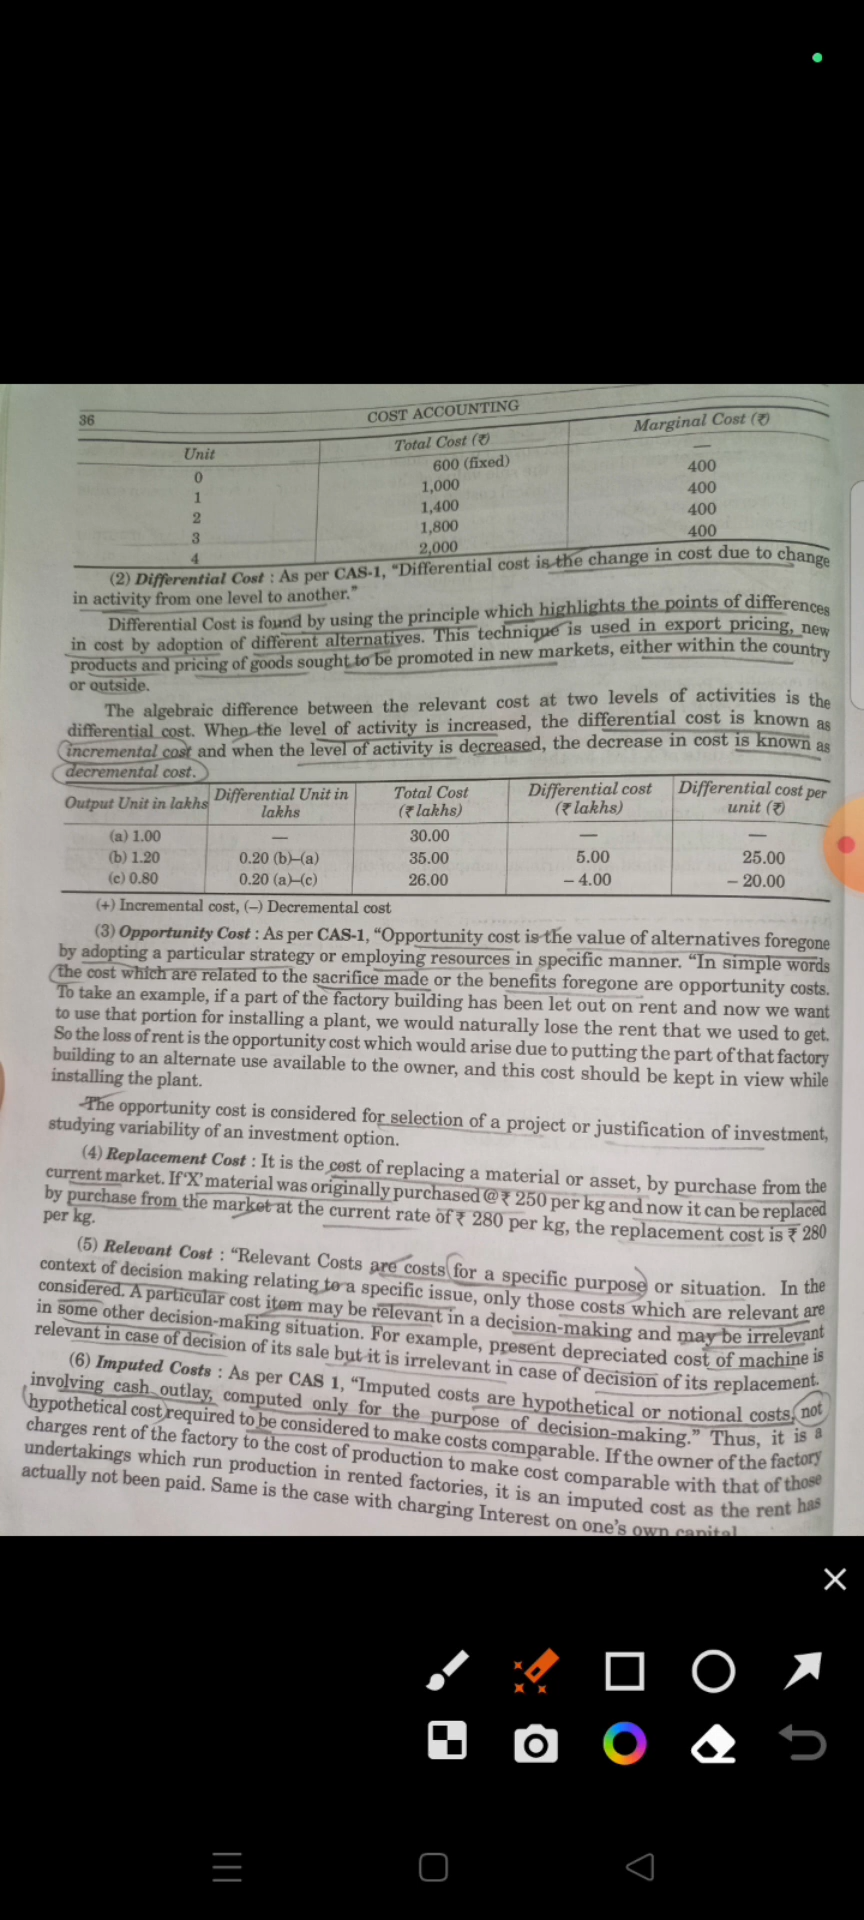 36
COST ACCOUNTING
Unit Total Cost (₹) Marginal Cost (₹)
0 600 (fixed) —
1 1,000 400
2 1,400 400
3 1,800 400
4 2,000 400
(2) Differential Cost : As per CAS-1, "Differential cost is the change in cost due to change
in activity from one level to another."
Differential Cost is found by using the principle which highlights the points of differences
in cost by adoption of different alternatives. This technique is used in export pricing, new
products and pricing of goods sought to be promoted in new markets, either within the country
or outside.
The algebraic difference between the relevant cost at two levels of activities is the
differential cost. When the level of activity is increased, the differential cost is known as
incremental cost and when the level of activity is decreased, the decrease in cost is known as
decremental cost.
Output Unit in lakhs Differential Unit in Total Cost Differential cost Differential cost per
lakhs (₹ lakhs) (₹ lakhs) unit (₹)
(a) 1.00 — 30.00 — —
(b) 1.20 0.20 (b)–(a) 35.00 5.00 25.00
(c) 0.80 0.20 (a)–(c) 26.00 – 4.00 – 20.00
(+) Incremental cost, (–) Decremental cost
(3) Opportunity Cost : As per CAS-1, "Opportunity cost is the value of alternatives foregone
by adopting a particular strategy or employing resources in specific manner. "In simple words
the cost which are related to the sacrifice made or the benefits foregone are opportunity costs.
To take an example, if a part of the factory building has been let out on rent and now we want
to use that portion for installing a plant, we would naturally lose the rent that we used to get.
So the loss of rent is the opportunity cost which would arise due to putting the part of that factory
building to an alternate use available to the owner, and this cost should be kept in view while
installing the plant.
The opportunity cost is considered for selection of a project or justification of investment,
studying variability of an investment option.
(4) Replacement Cost : It is the cost of replacing a material or asset, by purchase from the
current market. If 'X' material was originally purchased @ ₹ 250 per kg and now it can be replaced
by purchase from the market at the current rate of ₹ 280 per kg, the replacement cost is ₹ 280
per kg.
(5) Relevant Cost : "Relevant Costs are costs for a specific purpose or situation. In the
context of decision making relating to a specific issue, only those costs which are relevant are
considered. A particular cost item may be relevant in a decision-making and may be irrelevant
in some other decision-making situation. For example, present depreciated cost of machine is
relevant in case of decision of its sale but it is irrelevant in case of decision of its replacement.
(6) Imputed Costs : As per CAS 1, "Imputed costs are hypothetical or notional costs, not
involving cash outlay, computed only for the purpose of decision-making." Thus, it is a
hypothetical cost required to be considered to make costs comparable. If the owner of the factory
charges rent of the factory to the cost of production to make cost comparable with that of those
undertakings which run production in rented factories, it is an imputed cost as the rent has
actually not been paid. Same is the case with charging Interest on one's own capital